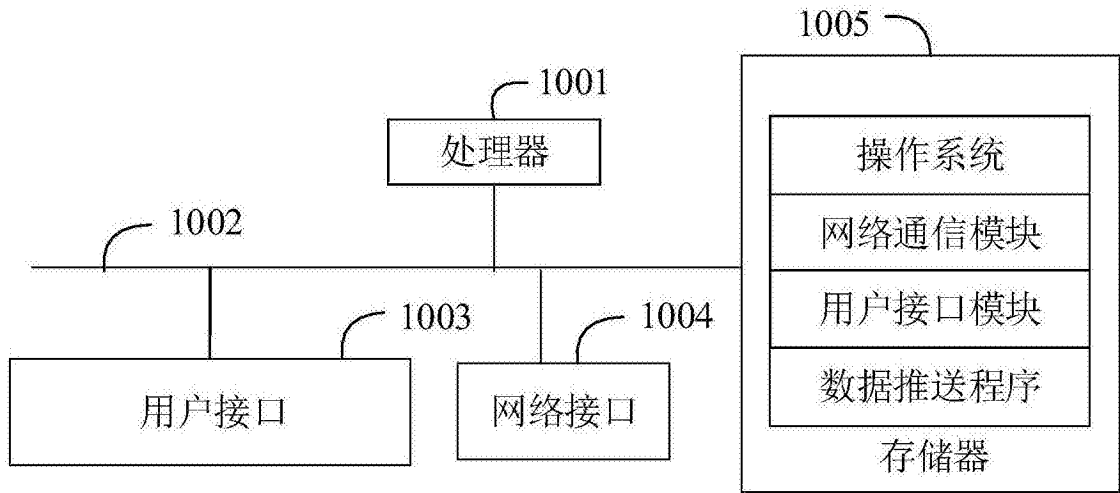 1005
1001
处理器
操作系统
1002
网络通信模块
1003
1004
用户接口模块
用户接口
网络接口
数据推送程序
存储器